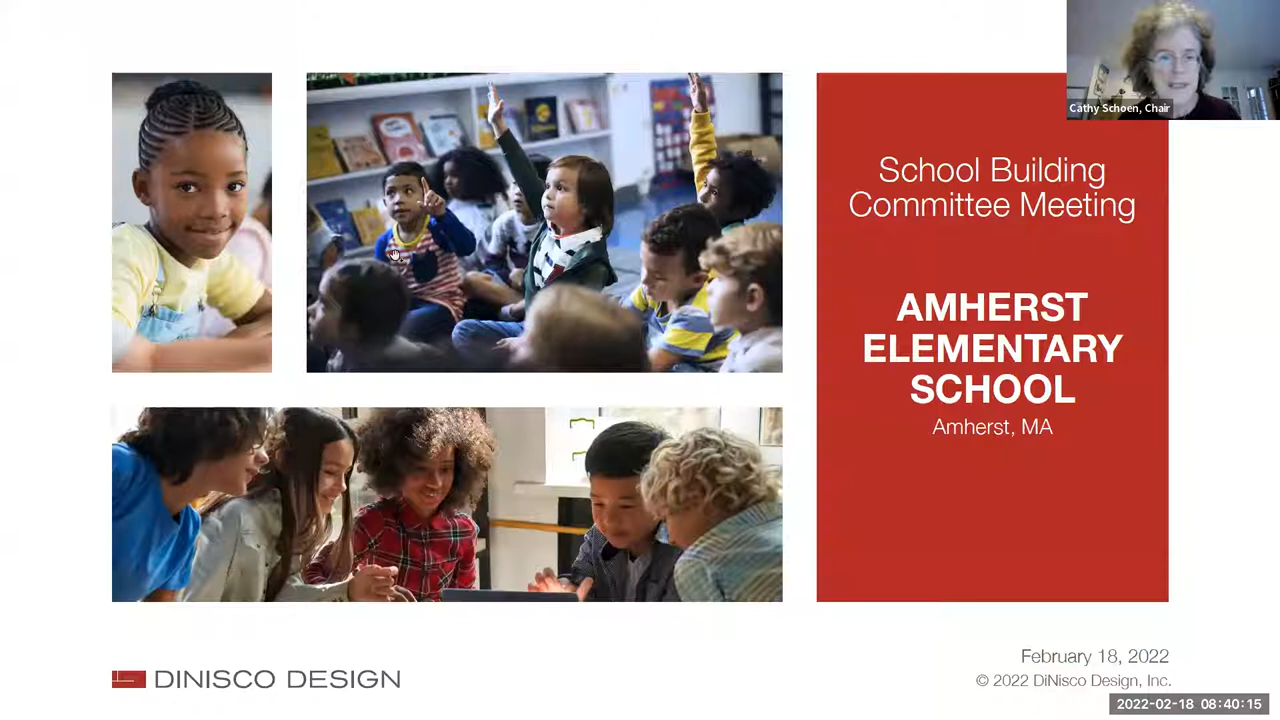 Cathy Schoen, Chair
School Building
Committee Meeting
AMHERST
ELEMENTARY
SCHOOL
Amherst, MA
DINISCO DESIGN
February 18, 2022
© 2022 DiNisco Design, Inc.
2022-02-18 08:40:15